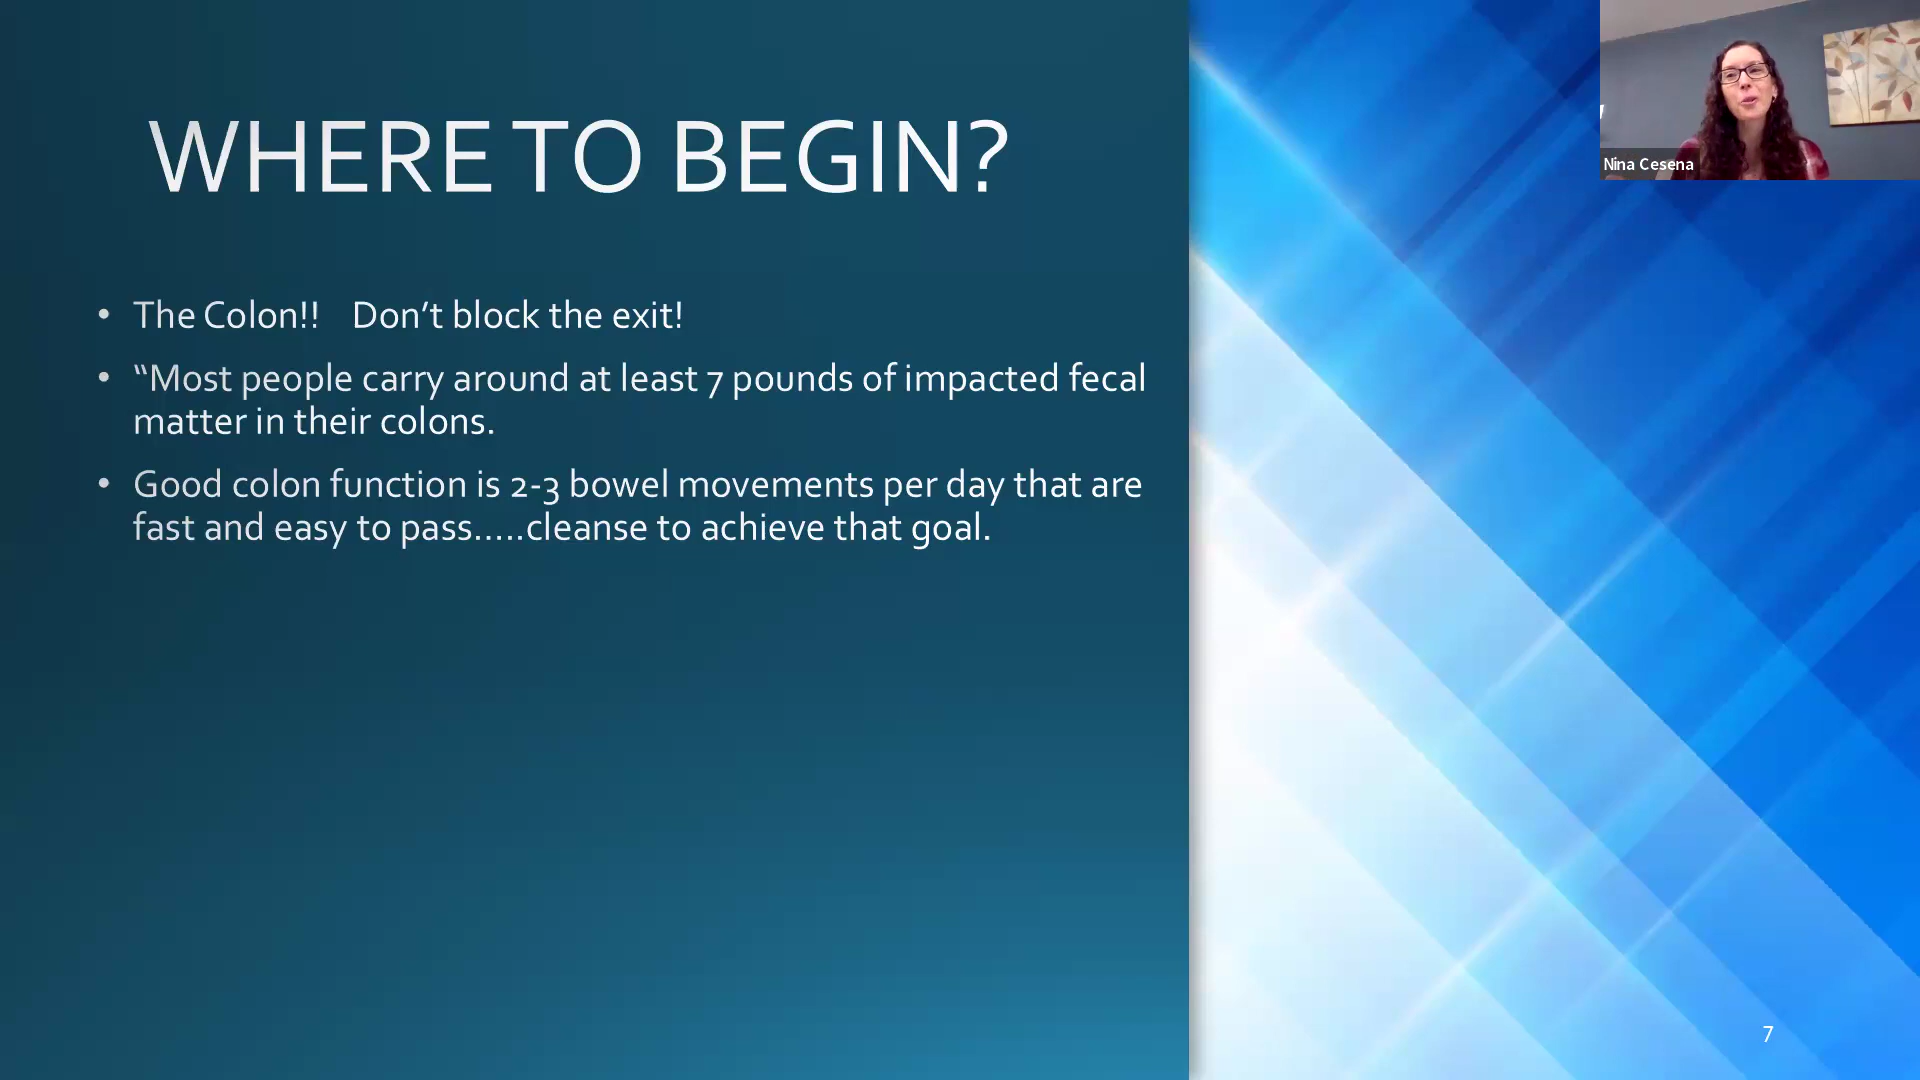 Nina Cesena
WHERE TO BEGIN?
• The Colon!! Don’t block the exit!
• “Most people carry around at least 7 pounds of impacted fecal
matter in their colons.
• Good colon function is 2-3 bowel movements per day that are
fast and easy to pass.....cleanse to achieve that goal.
7